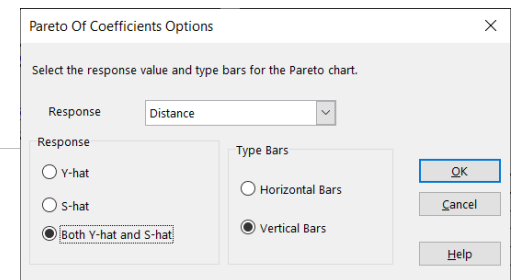 Pareto Of Coefficients Options
Select the response value and type bars for the Pareto chart.
Response Distance
Response
Y-hat
S-hat
Both Y-hat and S-hat
Type Bars
Horizontal Bars
Vertical Bars
OK
Cancel
Help